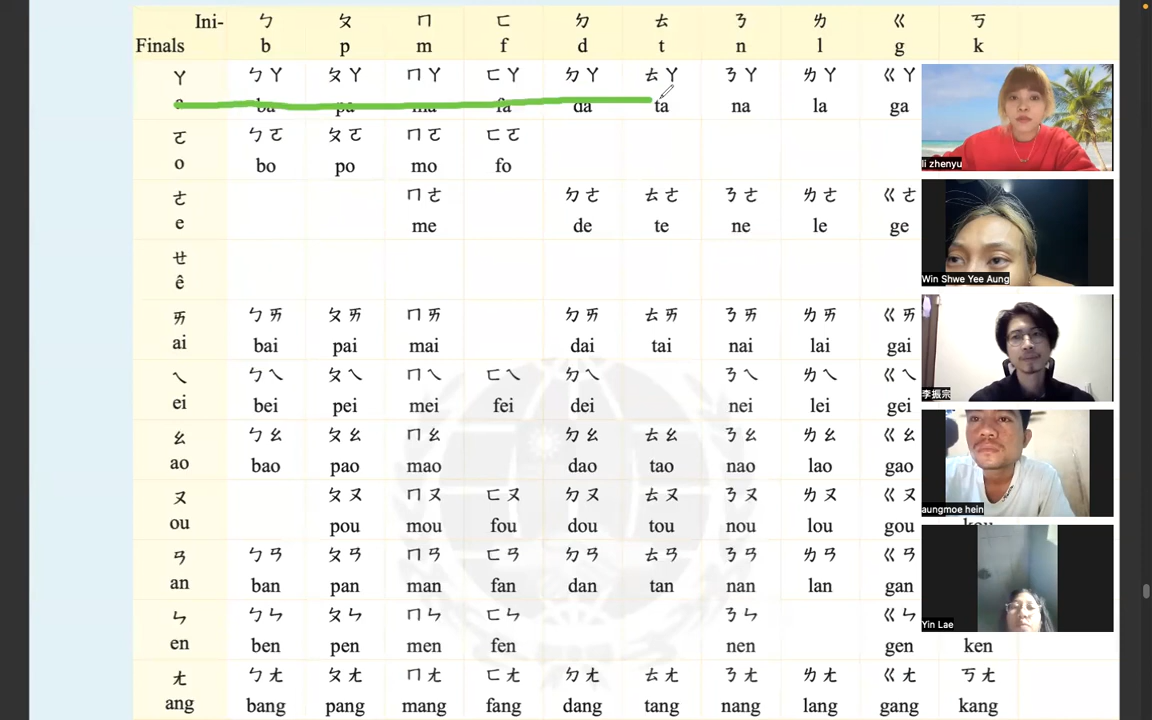 Ini- ㄅ ㄆ ㄇ ㄈ ㄉ ㄊ ㄋ ㄌ ㄍ ㄎ
Finals b p m f d t n l g k
ㄚ ㄅㄚ ㄆㄚ ㄇㄚ ㄈㄚ ㄉㄚ ㄊㄚ ㄋㄚ ㄌㄚ ㄍㄚ
a ba pa ma fa da ta na la ga
ㄛ ㄅㄛ ㄆㄛ ㄇㄛ ㄈㄛ
o bo po mo fo
ㄜ ㄇㄜ ㄉㄜ ㄊㄜ ㄋㄜ ㄌㄜ ㄍㄜ
e me de te ne le ge
ㄝ
ê
ㄞ ㄅㄞ ㄆㄞ ㄇㄞ ㄉㄞ ㄊㄞ ㄋㄞ ㄌㄞ ㄍㄞ
ai bai pai mai dai tai nai lai gai
ㄟ ㄅㄟ ㄆㄟ ㄇㄟ ㄈㄟ ㄉㄟ ㄋㄟ ㄌㄟ ㄍㄟ
ei bei pei mei fei dei nei lei gei
ㄠ ㄅㄠ ㄆㄠ ㄇㄠ ㄉㄠ ㄊㄠ ㄋㄠ ㄌㄠ ㄍㄠ
ao bao pao mao dao tao nao lao gao
ㄡ ㄆㄡ ㄇㄡ ㄈㄡ ㄉㄡ ㄊㄡ ㄋㄡ ㄌㄡ ㄍㄡ
ou pou mou fou dou tou nou lou gou kou
ㄢ ㄅㄢ ㄆㄢ ㄇㄢ ㄈㄢ ㄉㄢ ㄊㄢ ㄋㄢ ㄌㄢ ㄍㄢ
an ban pan man fan dan tan nan lan gan
ㄣ ㄅㄣ ㄆㄣ ㄇㄣ ㄈㄣ ㄋㄣ ㄍㄣ
en ben pen men fen nen gen ken
ㄤ ㄅㄤ ㄆㄤ ㄇㄤ ㄈㄤ ㄉㄤ ㄊㄤ ㄋㄤ ㄌㄤ ㄍㄤ ㄎㄤ
ang bang pang mang fang dang tang nang lang gang kang
li zhenyu
Win Shwe Yee Aung
李振宗
aungmoe hein
Yin Lae